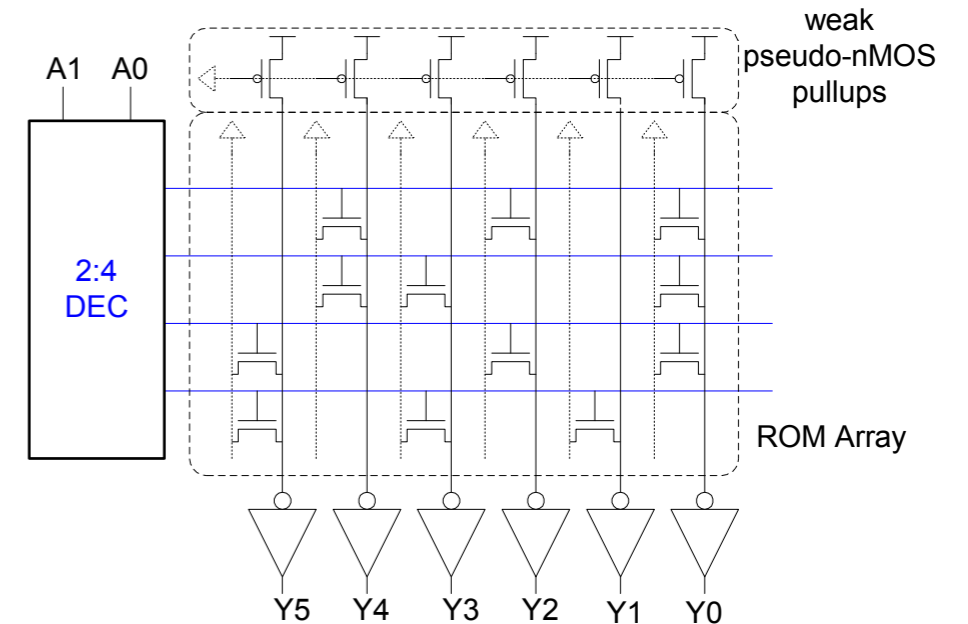 weak
pseudo-nMOS
pullups
A1 A0
2:4
DEC
ROM Array
Y5 Y4 Y3 Y2 Y1 Y0